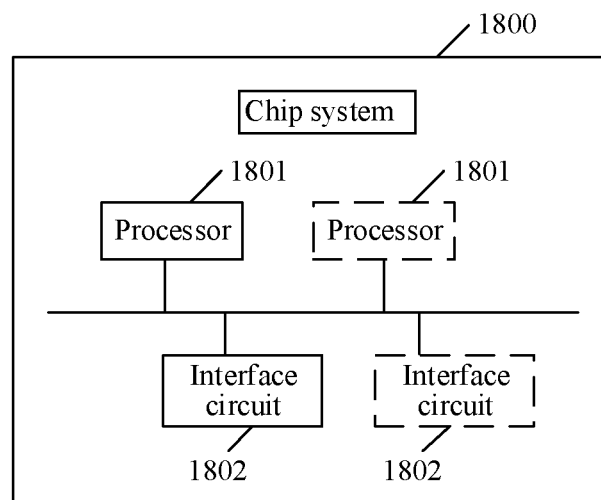 1800
Chip system
1801
1801
Processor
Processor
Interface
circuit
Interface
circuit
1802
1802